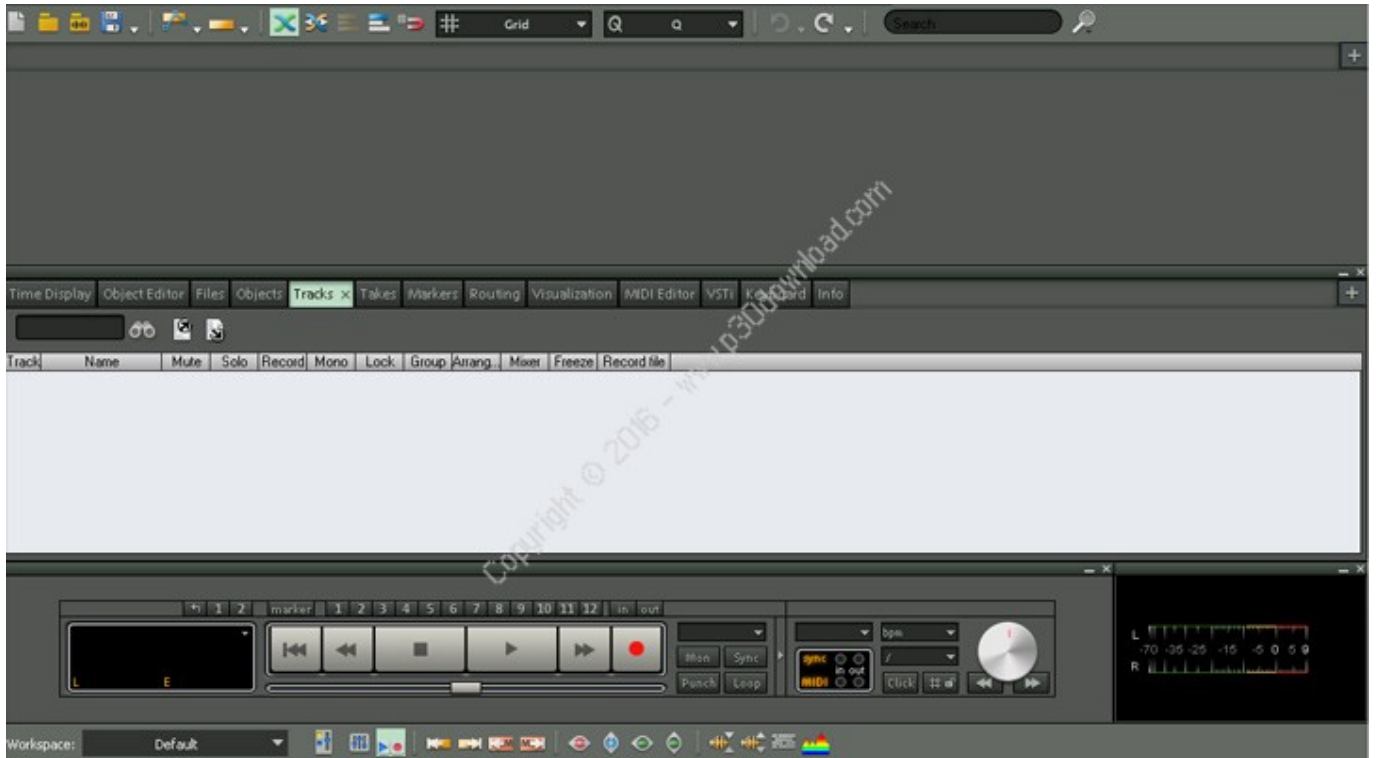 Grid
Q
Search
Time Display Object Editor Files Objects Tracks x Takes Markers Routing Visualization MIDI Editor VSTi Keyboard Info
Track Name Mute Solo Record Mono Lock Group Arrang... Mixer Freeze Record file
Copyright © 2016 - www.p30download.com
1 2 marker 1 2 3 4 5 6 7 8 9 10 11 12 in out
bpm
L E
Mon Sync
sync in out
/
MIDI
Punch Loop
Click
L
-70 -35 -25 -15 -5 0 5 9
R
Workspace: Default